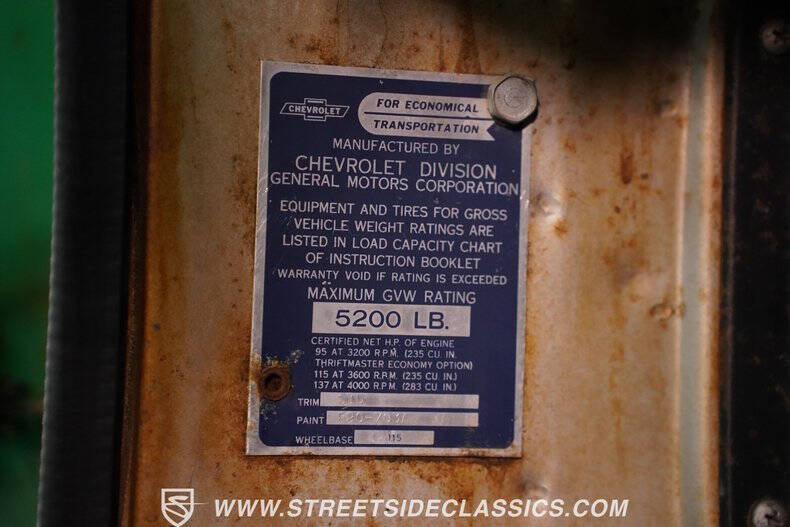 CHEVROLET
FOR ECONOMICAL
TRANSPORTATION
MANUFACTURED BY
CHEVROLET DIVISION
GENERAL MOTORS CORPORATION
EQUIPMENT AND TIRES FOR GROSS
VEHICLE WEIGHT RATINGS ARE
LISTED IN LOAD CAPACITY CHART
OF INSTRUCTION BOOKLET
WARRANTY VOID IF RATING IS EXCEEDED
MAXIMUM GVW RATING
5200 LB.
CERTIFIED NET H.P. OF ENGINE
95 AT 3200 R.P.M. (235 CU. IN.
THRIFTMASTER ECONOMY OPTION)
115 AT 3600 R.P.M. (235 CU. IN.)
137 AT 4000 R.P.M. (283 CU. IN.)
TRIM
PAINT
WHEELBASE 115
WWW.STREETSIDECLASSICS.COM